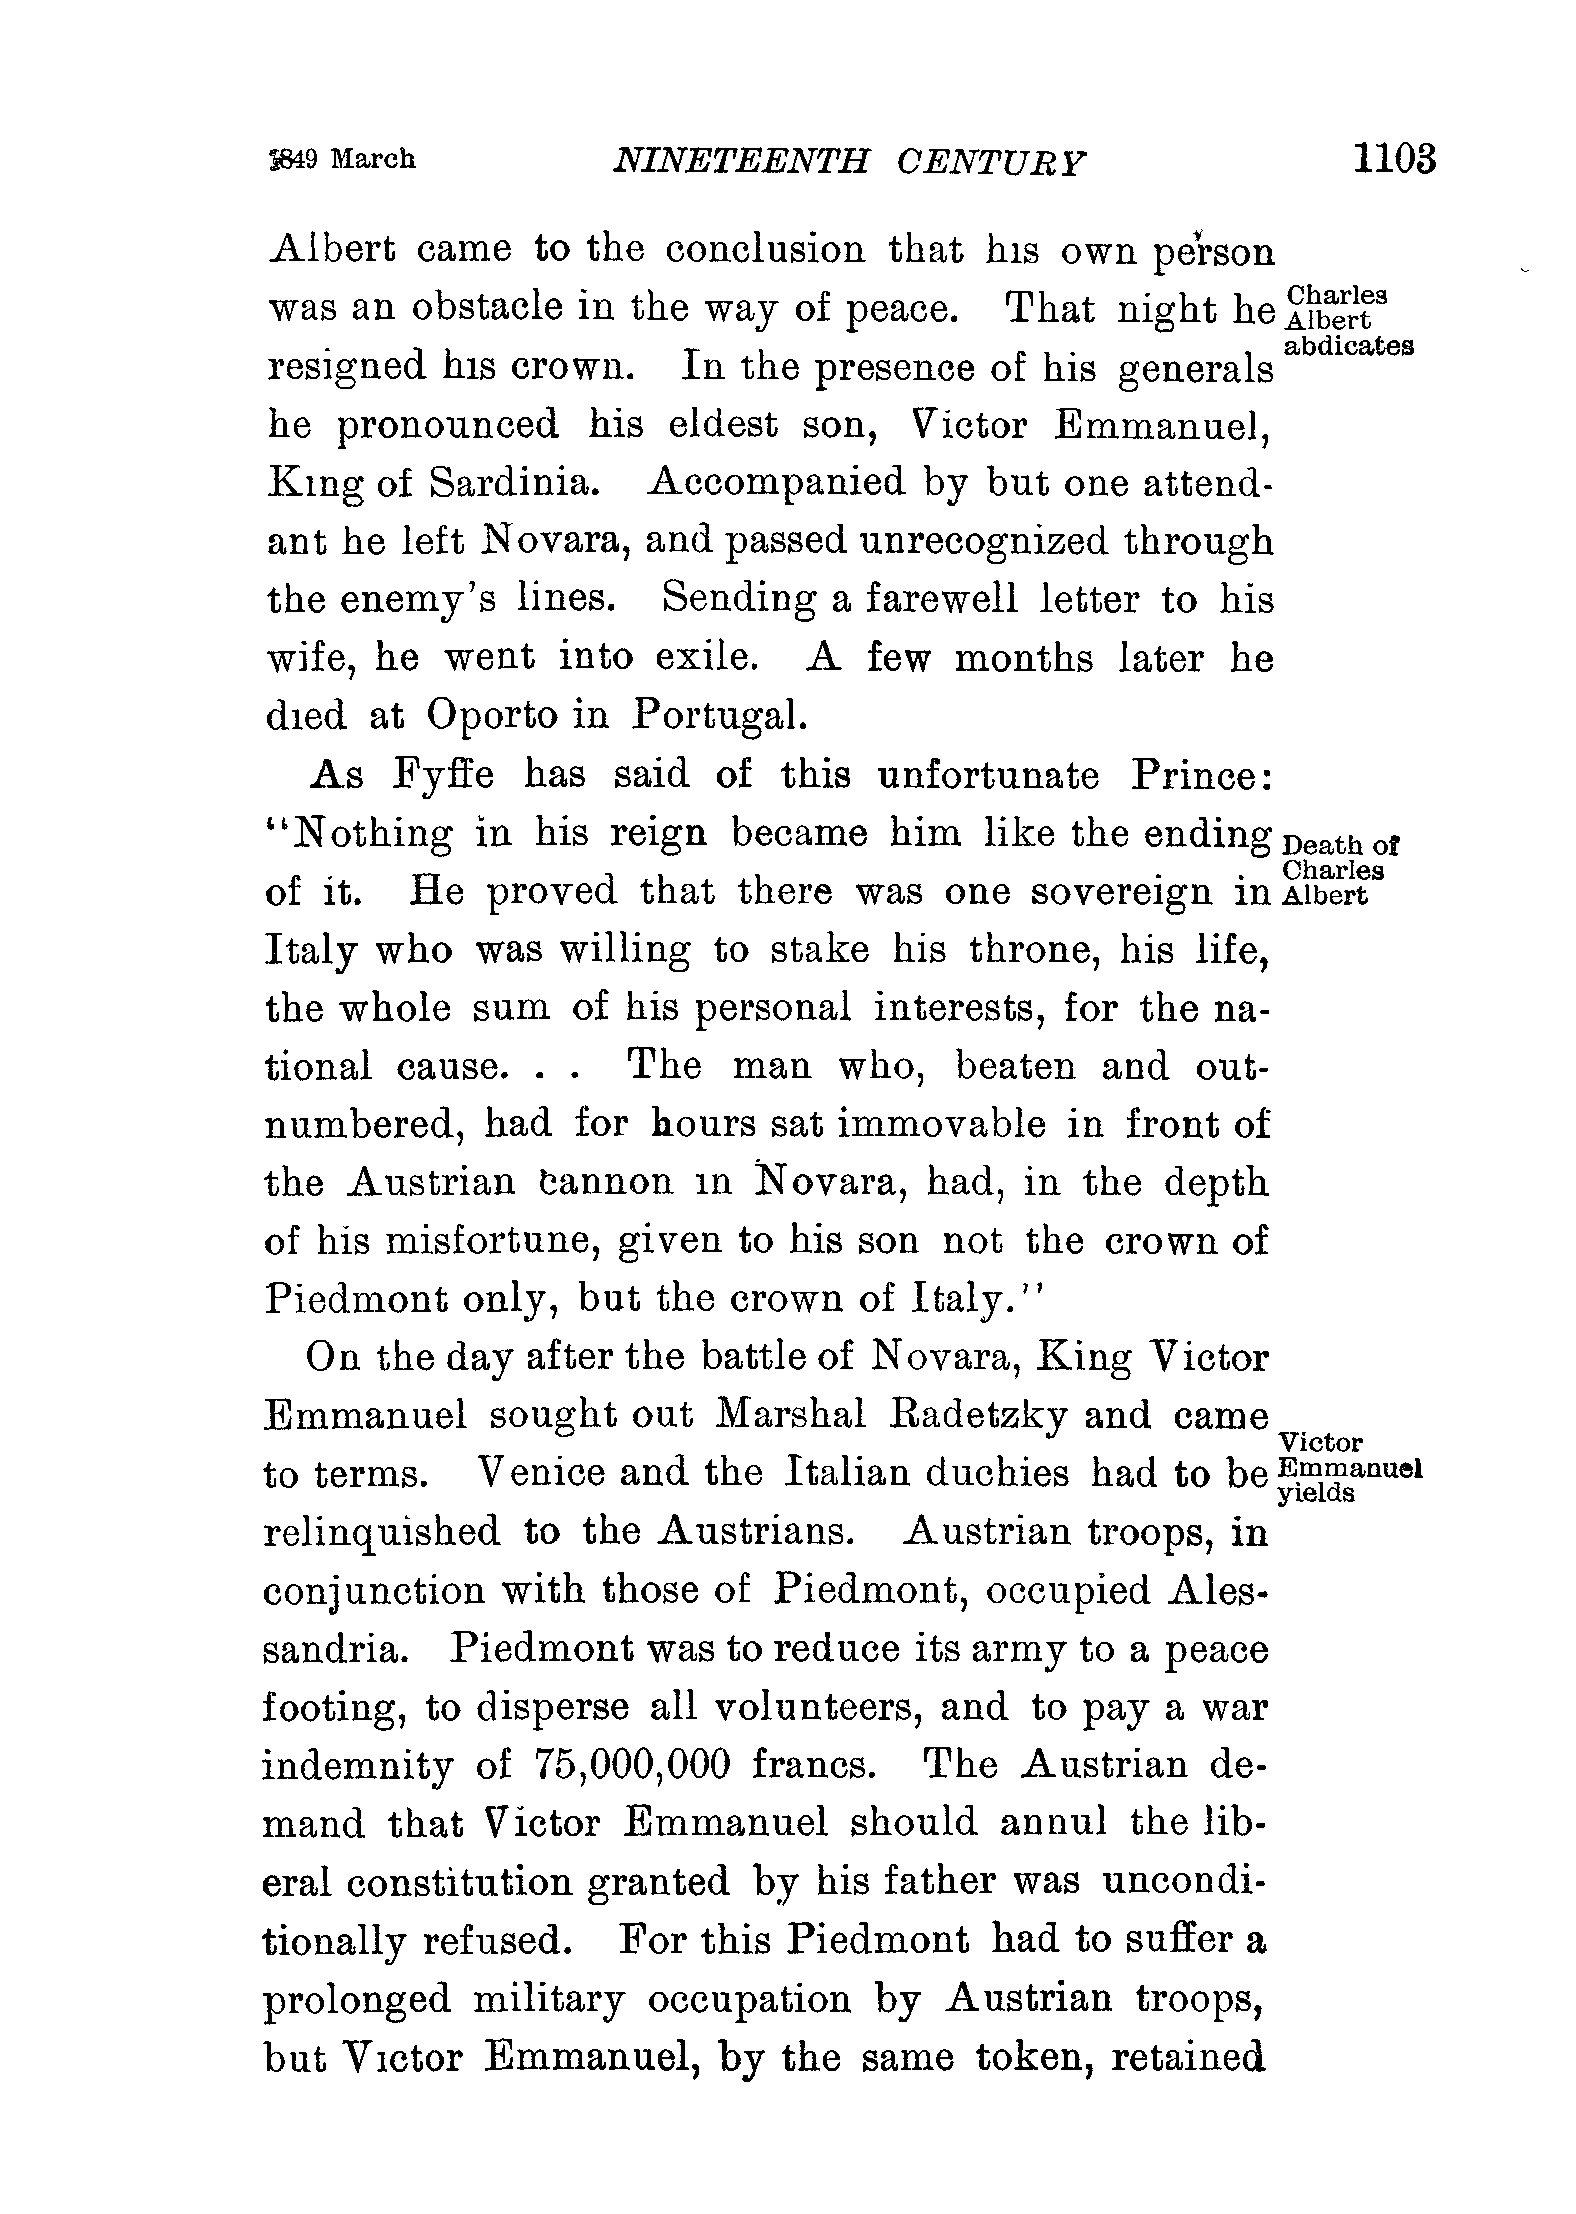 1849 March NINETEENTH CENTURY 1103
Albert came to the conclusion that his own person
was an obstacle in the way of peace. That night he
resigned his crown. In the presence of his generals
Charles
Albert
abdicates
he pronounced his eldest son, Victor Emmanuel,
King of Sardinia. Accompanied by but one attend-
ant he left Novara, and passed unrecognized through
the enemy's lines. Sending a farewell letter to his
wife, he went into exile. A few months later he
died at Oporto in Portugal.
As Fyffe has said of this unfortunate Prince:
"Nothing in his reign became him like the ending
of it. He proved that there was one sovereign in
Death of
Charles
Albert
Italy who was willing to stake his throne, his life,
the whole sum of his personal interests, for the na-
tional cause. . . The man who, beaten and out-
numbered, had for hours sat immovable in front of
the Austrian cannon in Novara, had, in the depth
of his misfortune, given to his son not the crown of
Piedmont only, but the crown of Italy."
On the day after the battle of Novara, King Victor
Emmanuel sought out Marshal Radetzky and came
to terms. Venice and the Italian duchies had to be
Victor
Emmanuel
yields
relinquished to the Austrians. Austrian troops, in
conjunction with those of Piedmont, occupied Ales-
sandria. Piedmont was to reduce its army to a peace
footing, to disperse all volunteers, and to pay a war
indemnity of 75,000,000 francs. The Austrian de-
mand that Victor Emmanuel should annul the lib-
eral constitution granted by his father was uncondi-
tionally refused. For this Piedmont had to suffer a
prolonged military occupation by Austrian troops,
but Victor Emmanuel, by the same token, retained